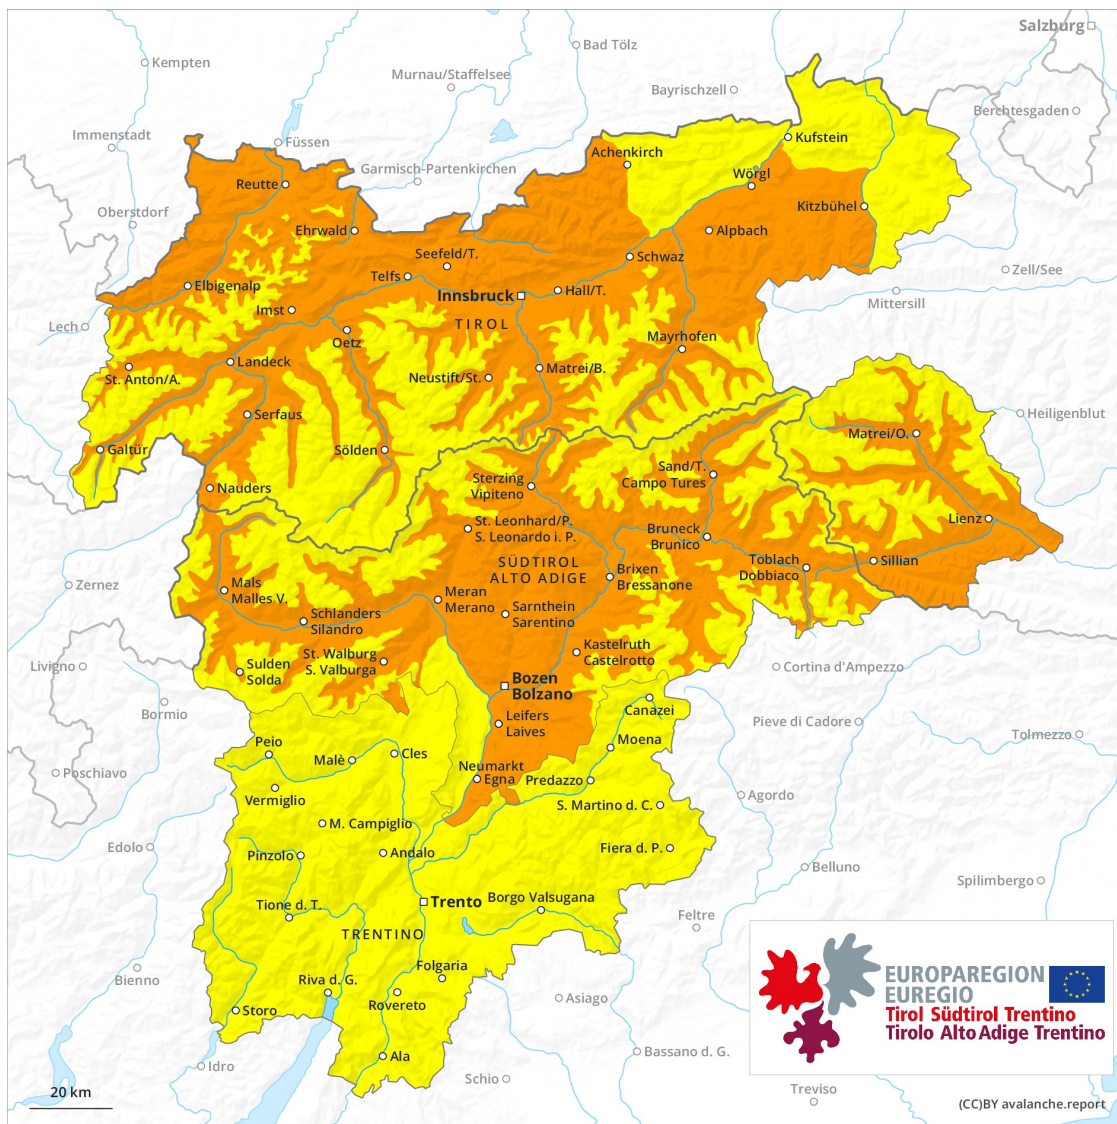 Salzburg
Bad Tölz
Kempten
Murnau/Staffelsee
Bayrischzell
Berchtesgaden
Immenstadt
Füssen
Kufstein
Achenkirch
Garmisch-Partenkirchen
Wörgl
Reutte
Oberstdorf
Kitzbühel
Ehrwald
Alpbach
Seefeld/T.
Schwaz
Zell/See
Telfs
Elbigenalp
Innsbruck
Hall/T.
Mittersill
Imst
TIROL
Lech
Oetz
Mayrhofen
Landeck
Matrei/B.
St. Anton/A.
Neustift/St.
Serfaus
Heiligenblut
Matrei/O.
Galtür
Sölden
Sand/T.
Campo Tures
Sterzing
Vipiteno
Nauders
Lienz
St. Leonhard/P.
S. Leonardo i. P.
Bruneck
Brunico
SÜDTIROL
ALTO ADIGE
Toblach
Dobbiaco
Sillian
Zernez
Mals
Malles V.
Brixen
Bressanone
Meran
Merano
Sarnthein
Sarentino
Schlanders
Silandro
Kastelruth
Castelrotto
St. Walburg
S. Valburga
Livigno
Sulden
Solda
Cortina d'Ampezzo
Bozen
Bolzano
Bormio
Canazei
Leifers
Laives
Pieve di Cadore
Tolmezzo
Peio
Moena
Cles
Malè
Poschiavo
Neumarkt
Egna
Predazzo
Vermiglio
Agordo
S. Martino d. C.
M. Campiglio
Edolo
Pinzolo
Andalo
Fiera d. P.
Belluno
Spilimbergo
Trento
Borgo Valsugana
Tione d. T.
Feltre
TRENTINO
Folgaria
Bienno
Riva d. G.
Rovereto
Asiago
Storo
EUROPAREGION
EUREGIO
Tirol Südtirol Trentino
Tirolo Alto Adige Trentino
Ala
Bassano d. G.
Idro
Schio
Treviso
20 km
(CC)BY avalanche.report